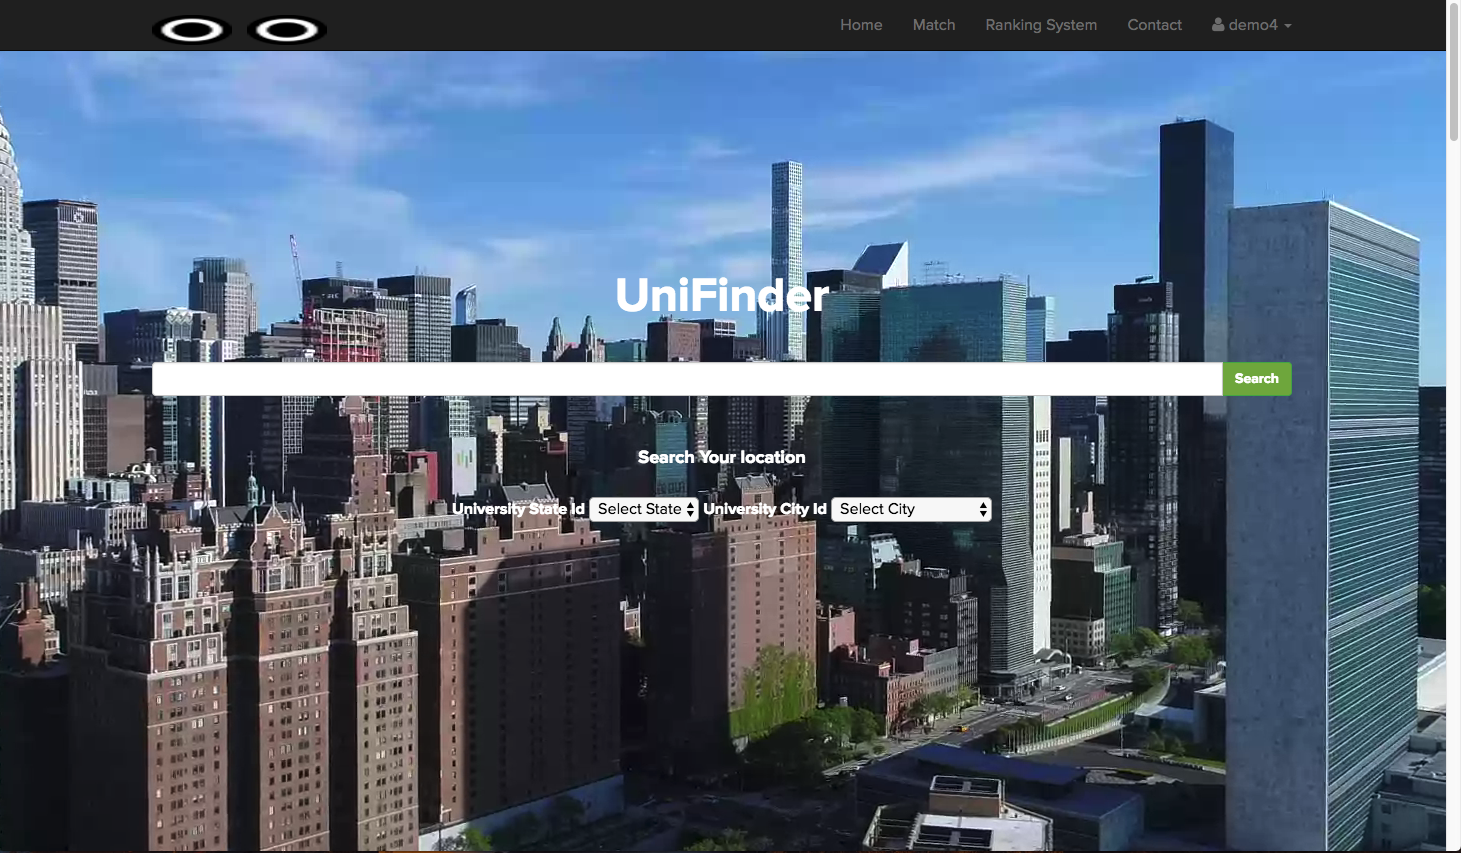 Home Match Ranking System Contact demo4
UniFinder
Search
Search Your location
University State Id Select State University City Id Select City